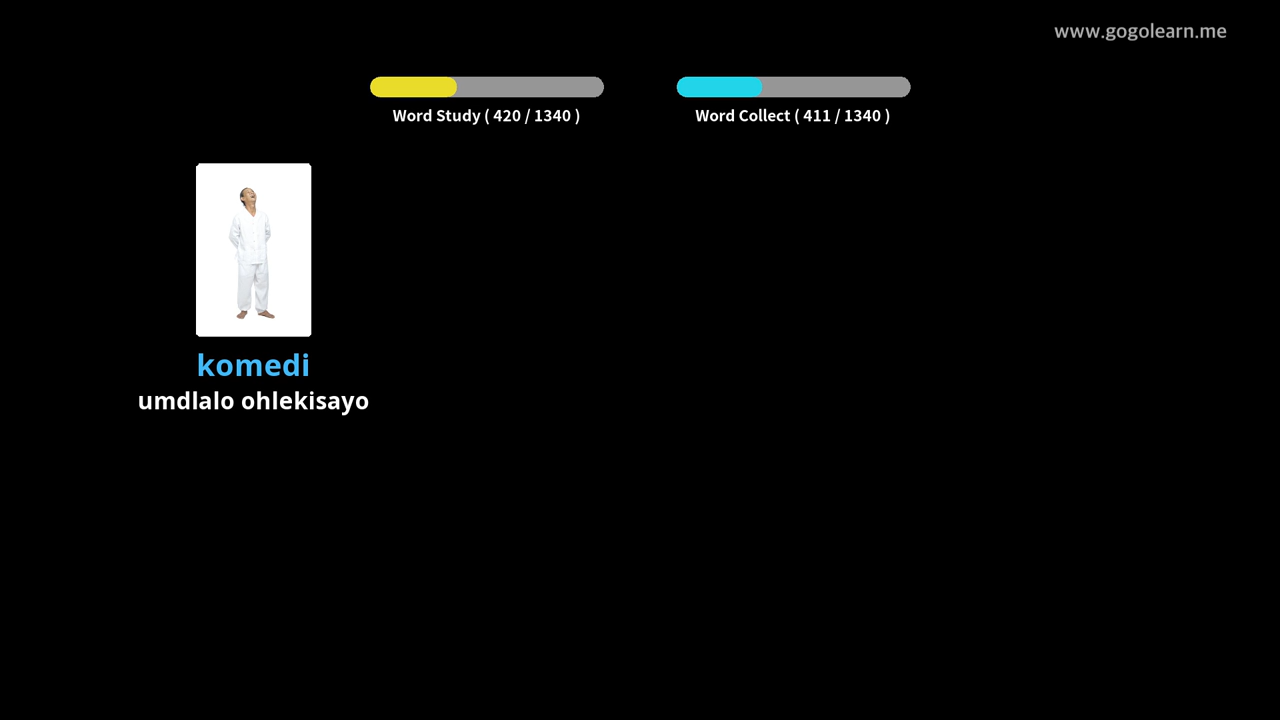 www.gogolearn.me
Word Study ( 420 / 1340 )
Word Collect ( 411 / 1340 )
komedi
umdlalo ohlekisayo